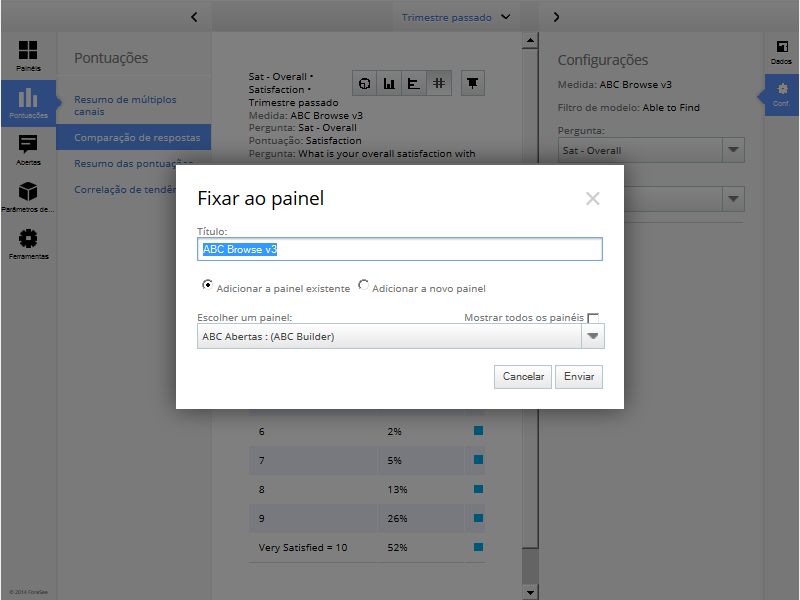 Trimestre passado
Painéis
Pontuações
Abertas
Parâmetros de...
Ferramentas
© 2014 ForeSee
Pontuações
Resumo de múltiplos
canais
Comparação de respostas
Resumo das pontuações
Correlação de tendê
Sat - Overall •
Satisfaction •
Trimestre passado
Medida: ABC Browse v3
Pergunta: Sat - Overall
Pontuação: Satisfaction
Pergunta: What is your overall satisfaction with
Configurações
Medida: ABC Browse v3
Filtro de modelo: Able to Find
Pergunta:
Sat - Overall
Dados
Conf.
Fixar ao painel
Título:
ABC Browse v3
Adicionar a painel existente Adicionar a novo painel
Escolher um painel: Mostrar todos os painéis
ABC Abertas : (ABC Builder)
Cancelar Enviar
6 2%
7 5%
8 13%
9 26%
Very Satisfied = 10 52%